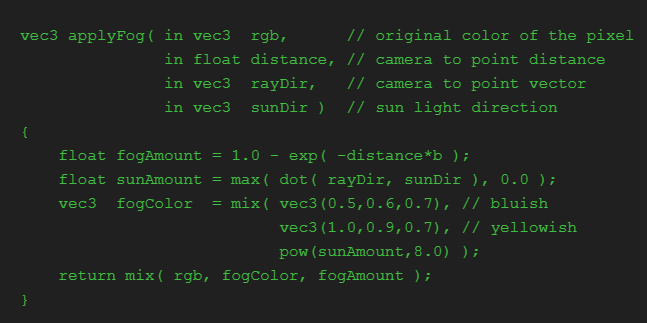 vec3 applyFog( in vec3  rgb,      // original color of the pixel
               in float distance, // camera to point distance
               in vec3  rayDir,   // camera to point vector
               in vec3  sunDir )  // sun light direction
{
    float fogAmount = 1.0 - exp( -distance*b );
    float sunAmount = max( dot( rayDir, sunDir ), 0.0 );
    vec3  fogColor  = mix( vec3(0.5,0.6,0.7), // bluish
                           vec3(1.0,0.9,0.7), // yellowish
                           pow(sunAmount,8.0) );
    return mix( rgb, fogColor, fogAmount );
}